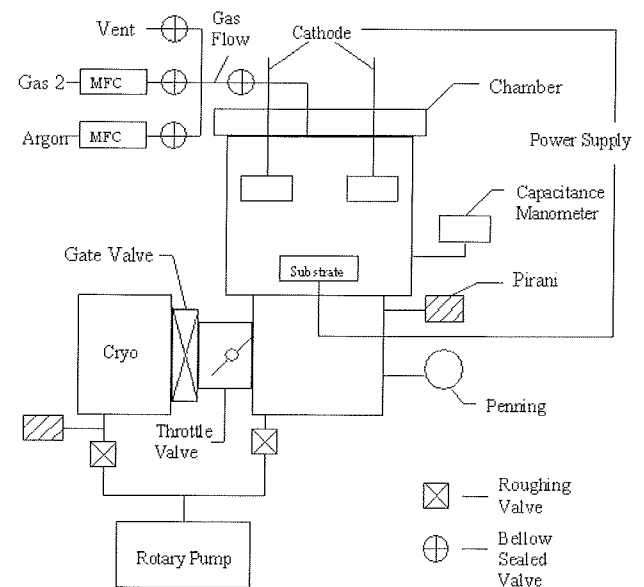 Vent
Gas
Flow
Cathode
Gas 2
MFC
Chamber
Argon
MFC
Power Supply
Capacitance
Manometer
Gate Valve
Substrate
Pirani
Cryo
Penning
Throttle
Valve
Roughing
Valve
Rotary Pump
Bellow
Sealed
Valve